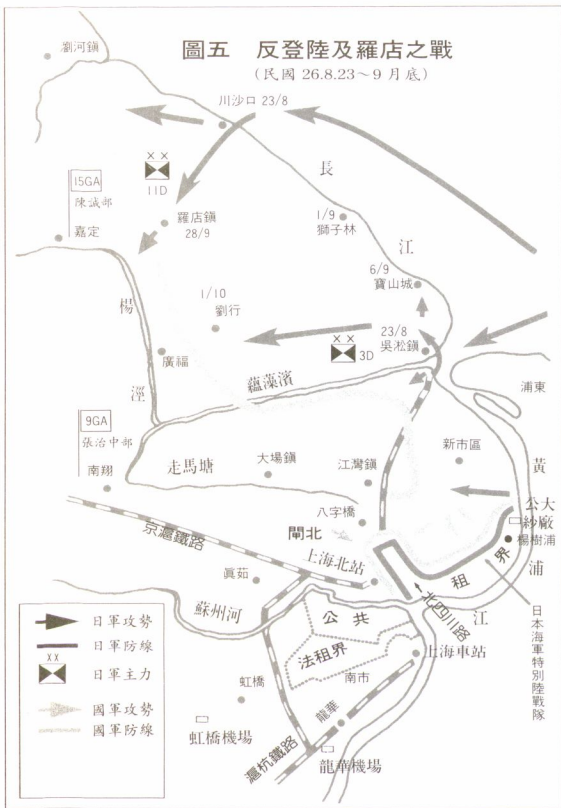 圖五 反登陸及羅店之戰
(民國 26.8.23～9 月底)
瀏河鎮
川沙口 23/8
長
江
11D
15GA
陳誠部
嘉定
羅店鎮
28/9
1/9
獅子林
6/9
寶山城
1/10
劉行
23/8
吳淞鎮
3D
楊
涇
廣福
蘊藻濱
浦東
9GA
張治中部
南翔
走馬塘
大場鎮
江灣鎮
新市區
黃
浦
江
八字橋
公大
紗廠
楊樹浦
京滬鐵路
閘北
上海北站
租界
眞茹
蘇州河
公共
北四川路
日本海軍特別陸戰隊
法租界
上海車站
南市
虹橋
龍華
虹橋機場
滬杭鐵路
龍華機場
日軍攻勢
日軍防線
XX
日軍主力
國軍攻勢
國軍防線